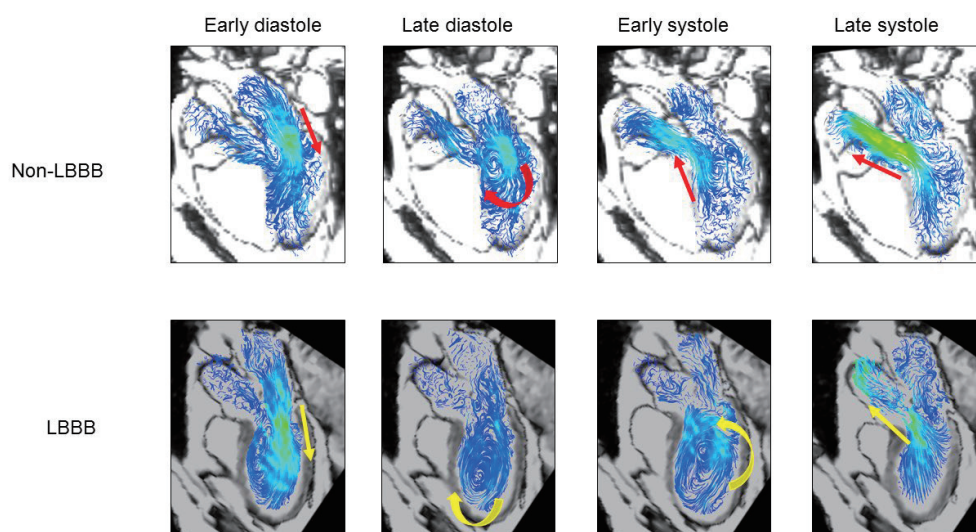 Early diastole
Late diastole
Early systole
Late systole
Non-LBBB
LBBB